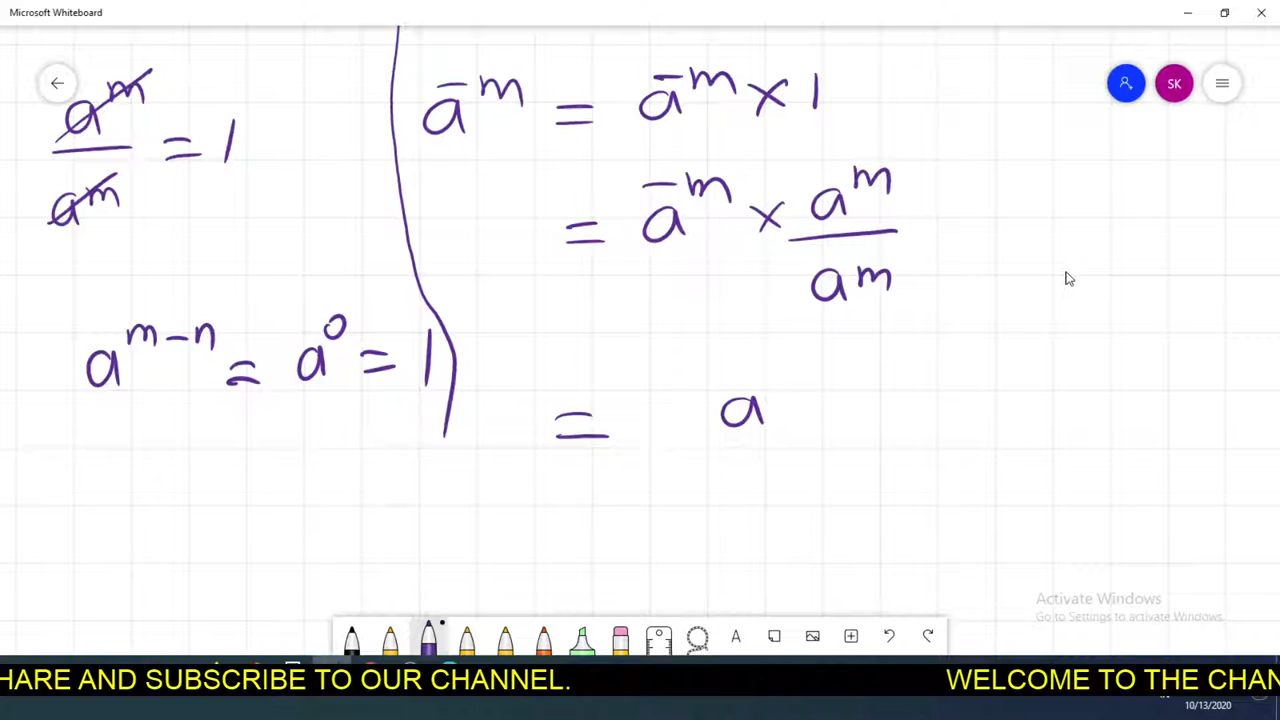 Microsoft Whiteboard
SK
a^m / a^m = 1
a^{m-n} = a^0 = 1
a^{-m} = a^{-m} × 1
= a^{-m} × a^m / a^m
= a
Activate Windows
Go to Settings to activate Windows.
HARE AND SUBSCRIBE TO OUR CHANNEL. WELCOME TO THE CHAN
10/13/2020